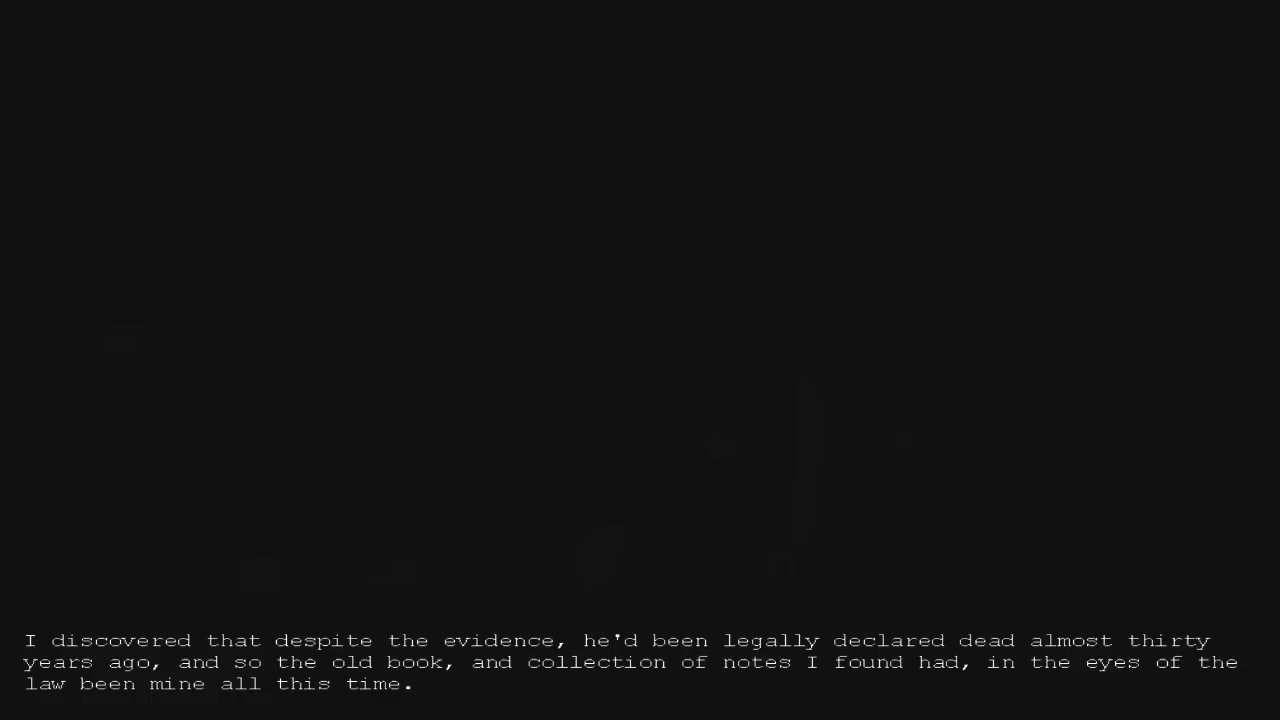 I discovered that despite the evidence, he'd been legally declared dead almost thirty
years ago, and so the old book, and collection of notes I found had, in the eyes of the
law been mine all this time.